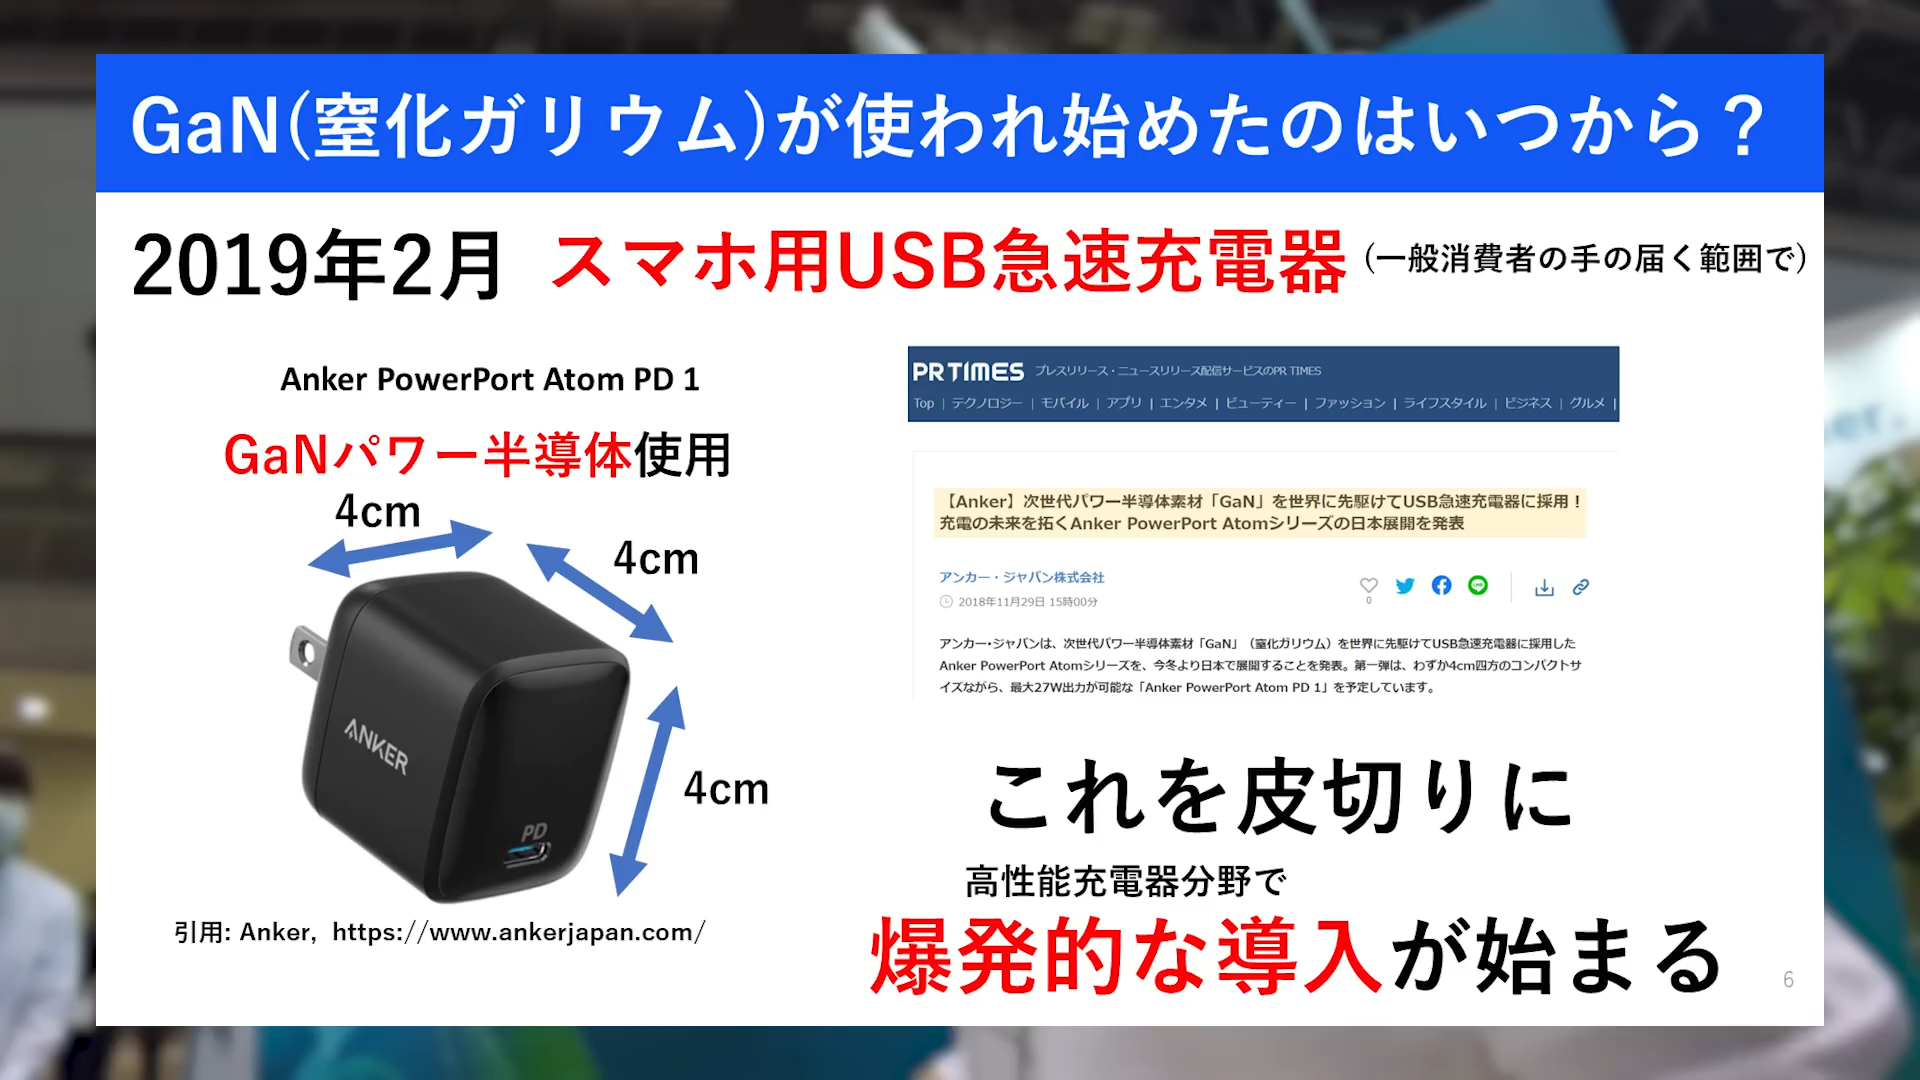 GaN(窒化ガリウム)が使われ始めたのはいつから？
2019年2月 スマホ用USB急速充電器 (一般消費者の手の届く範囲で)
Anker PowerPort Atom PD 1
GaNパワー半導体使用
4cm
4cm
4cm
ANKER
PD
引用: Anker, https://www.ankerjapan.com/
PR TIMES プレスリリース・ニュースリリース配信サービスのPR TIMES
Top | テクノロジー | モバイル | アプリ | エンタメ | ビューティー | ファッション | ライフスタイル | ビジネス | グルメ |
【Anker】次世代パワー半導体素材「GaN」を世界に先駆けてUSB急速充電器に採用！
充電の未来を拓くAnker PowerPort Atomシリーズの日本展開を発表
アンカー・ジャパン株式会社
2018年11月29日 15時00分
0
アンカー・ジャパンは、次世代パワー半導体素材「GaN」（窒化ガリウム）を世界に先駆けてUSB急速充電器に採用した
Anker PowerPort Atomシリーズを、今冬より日本で展開することを発表。第一弾は、わずか4cm四方のコンパクトサ
イズながら、最大27W出力が可能な「Anker PowerPort Atom PD 1」を予定しています。
これを皮切りに
高性能充電器分野で
爆発的な導入が始まる
6